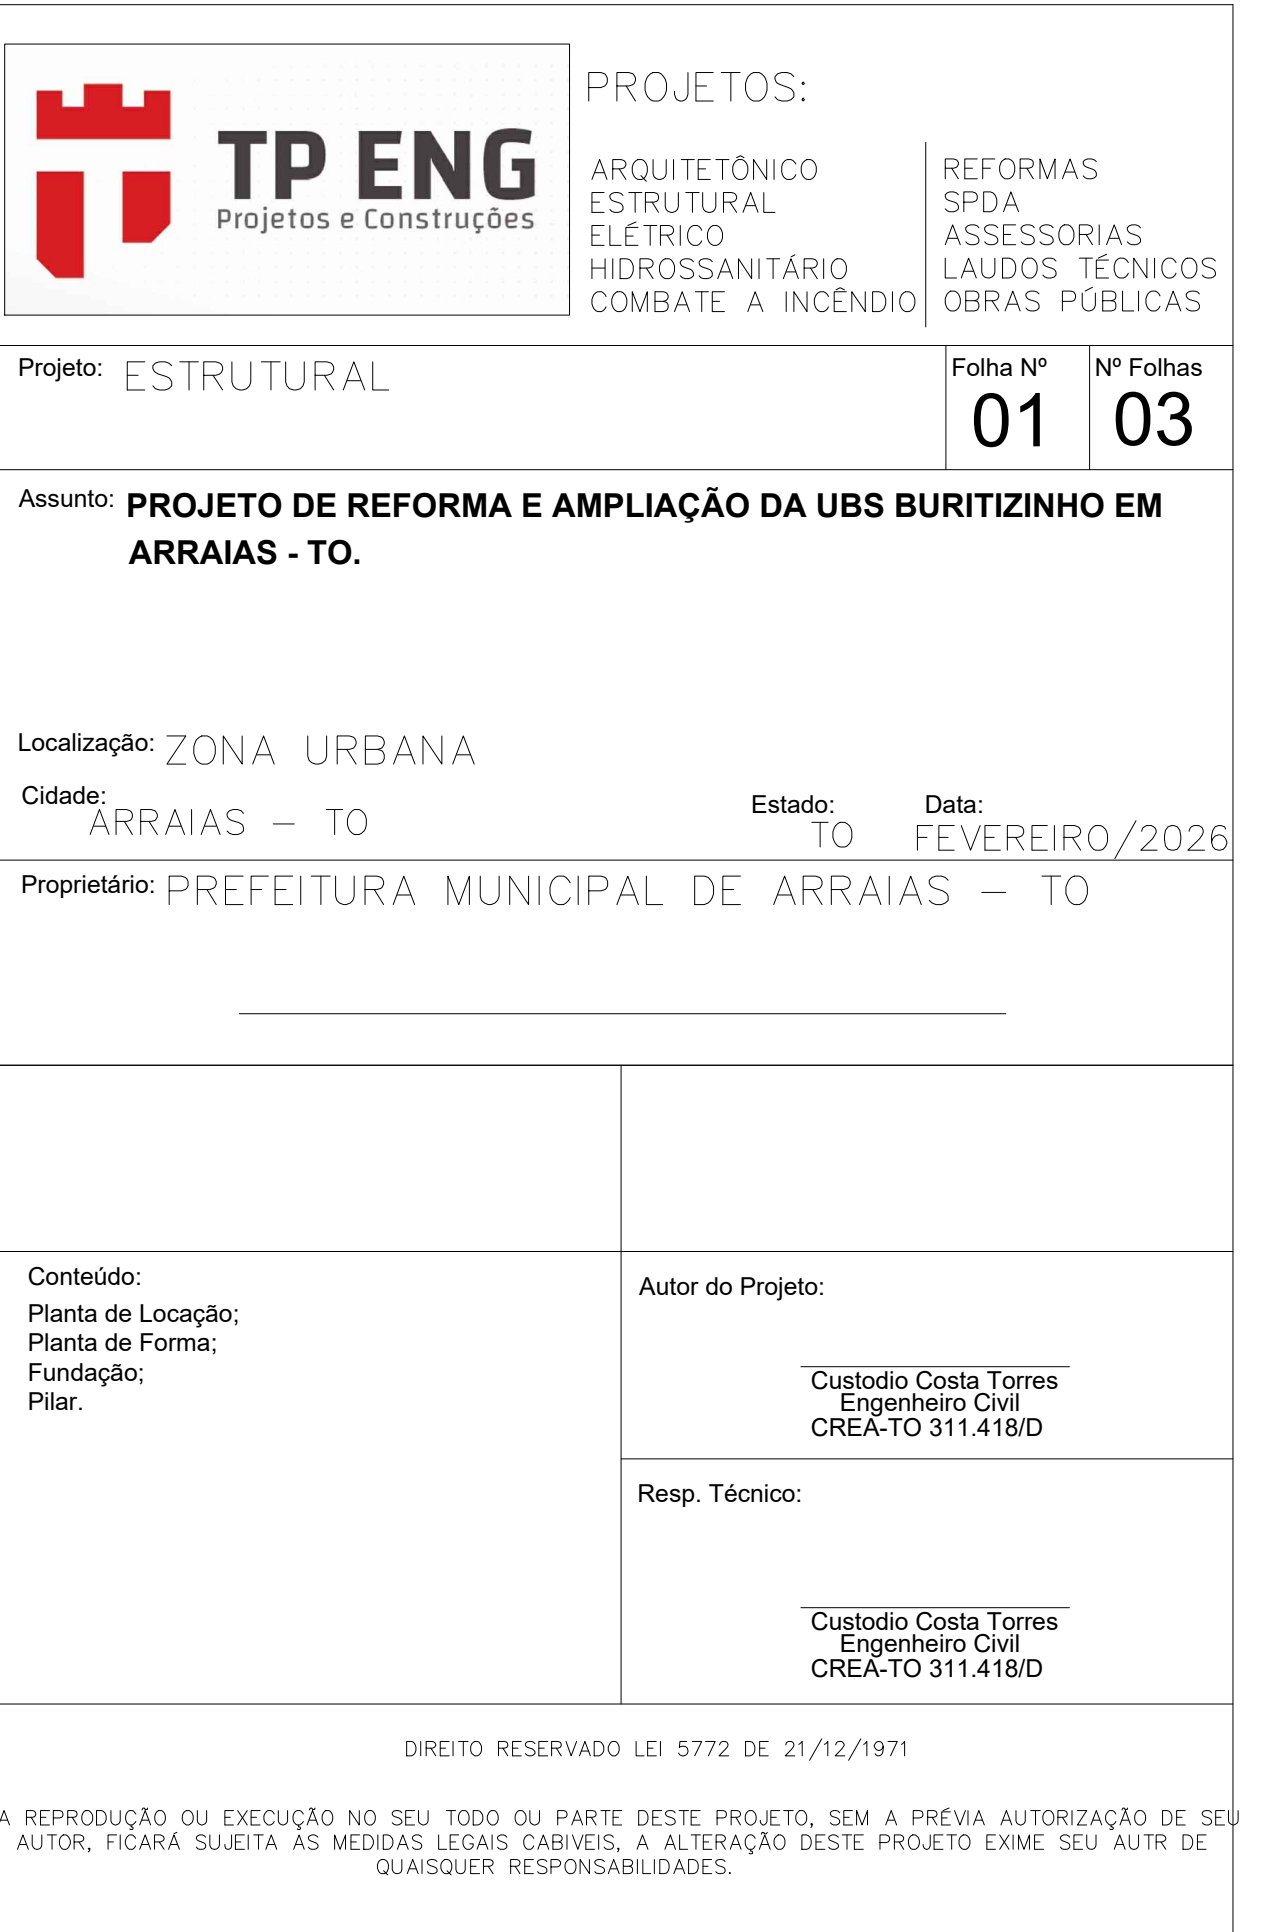 TP ENG
Projetos e Construções
PROJETOS:
ARQUITETÔNICO
ESTRUTURAL
ELÉTRICO
HIDROSSANITÁRIO
COMBATE A INCÊNDIO
REFORMAS
SPDA
ASSESSORIAS
LAUDOS TÉCNICOS
OBRAS PÚBLICAS
Projeto: ESTRUTURAL
Folha Nº
01
Nº Folhas
03
Assunto: PROJETO DE REFORMA E AMPLIAÇÃO DA UBS BURITIZINHO EM
ARRAIAS - TO.
Localização: ZONA URBANA
Cidade:
ARRAIAS – TO
Estado:
TO
Data:
FEVEREIRO/2026
Proprietário: PREFEITURA MUNICIPAL DE ARRAIAS – TO
Conteúdo:
Planta de Locação;
Planta de Forma;
Fundação;
Pilar.
Autor do Projeto:
Custodio Costa Torres
Engenheiro Civil
CREA-TO 311.418/D
Resp. Técnico:
Custodio Costa Torres
Engenheiro Civil
CREA-TO 311.418/D
DIREITO RESERVADO LEI 5772 DE 21/12/1971
A REPRODUÇÃO OU EXECUÇÃO NO SEU TODO OU PARTE DESTE PROJETO, SEM A PRÉVIA AUTORIZAÇÃO DE SEU
AUTOR, FICARÁ SUJEITA AS MEDIDAS LEGAIS CABIVEIS, A ALTERAÇÃO DESTE PROJETO EXIME SEU AUTR DE
QUAISQUER RESPONSABILIDADES.